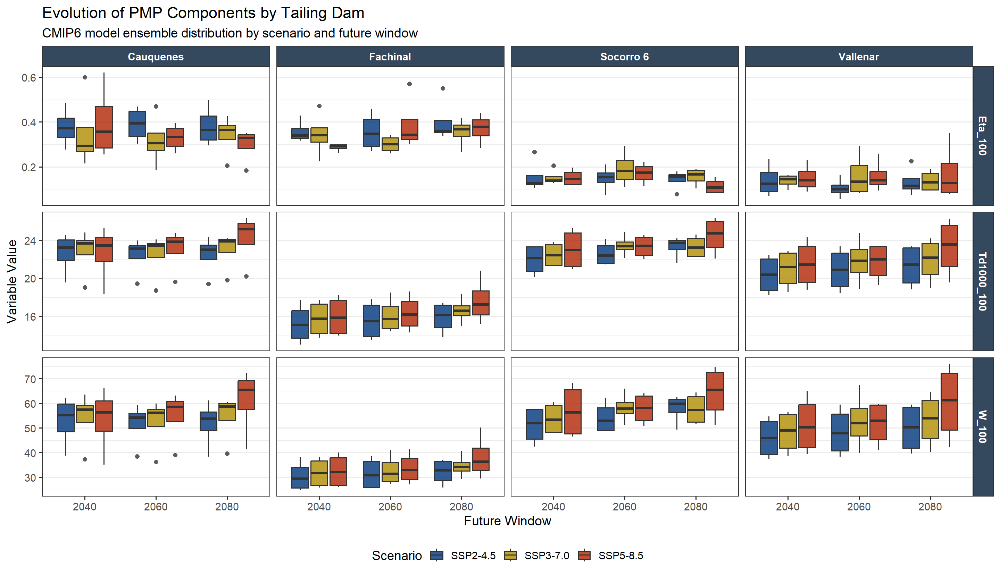 Evolution of PMP Components by Tailing Dam
CMIP6 model ensemble distribution by scenario and future window
Cauquenes
Fachinal
Socorro 6
Vallenar
0.6
0.4
0.2
Eta_100
24
20
16
Td1000_100
70
60
50
40
30
W_100
Variable Value
2040 2060 2080
2040 2060 2080
2040 2060 2080
2040 2060 2080
Future Window
Scenario SSP2-4.5 SSP3-7.0 SSP5-8.5